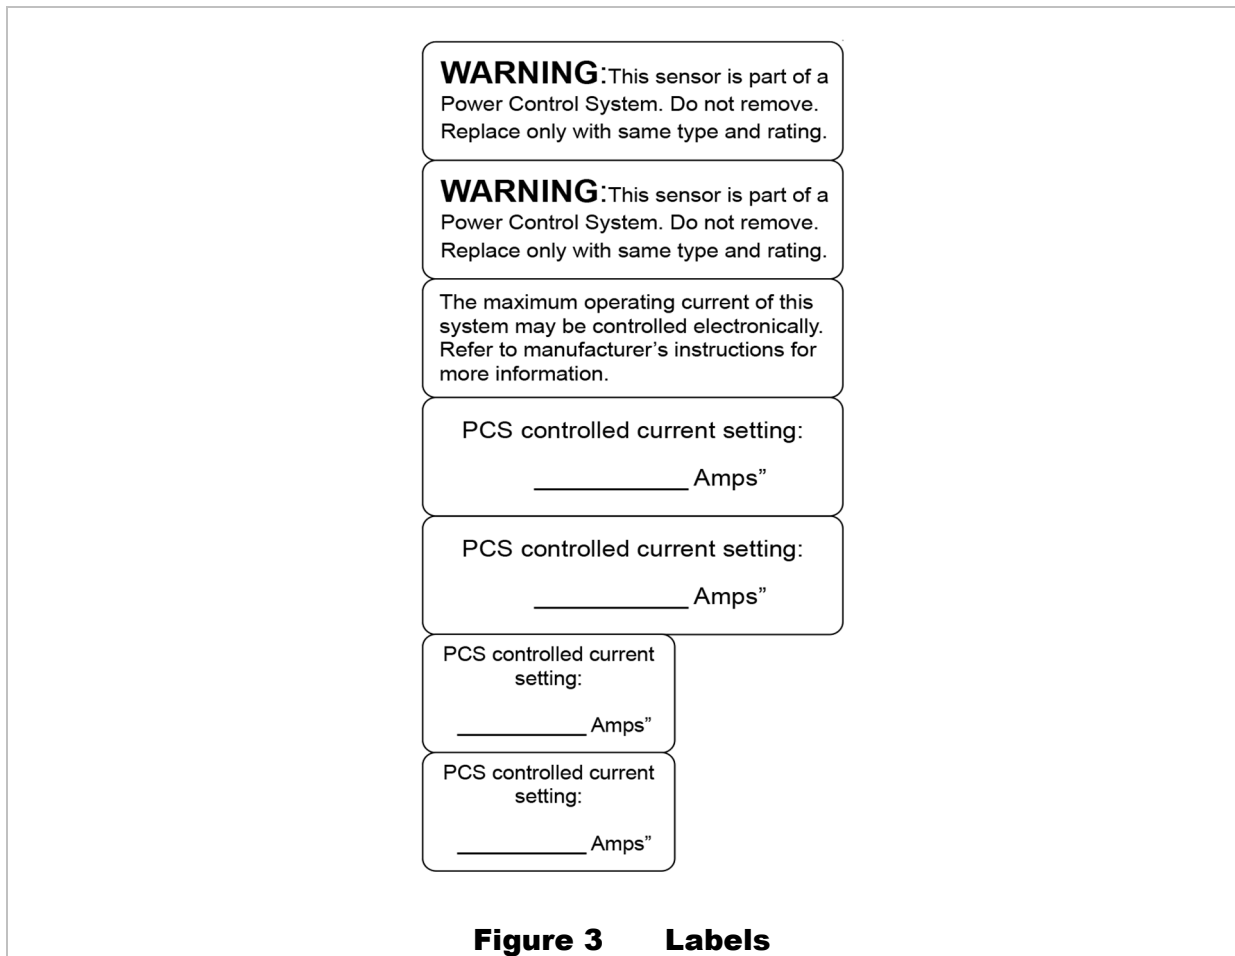 WARNING:This sensor is part of a
Power Control System. Do not remove.
Replace only with same type and rating.
WARNING:This sensor is part of a
Power Control System. Do not remove.
Replace only with same type and rating.
The maximum operating current of this
system may be controlled electronically.
Refer to manufacturer’s instructions for
more information.
PCS controlled current setting:
____________ Amps”
PCS controlled current setting:
____________ Amps”
PCS controlled current
setting:
____________ Amps”
PCS controlled current
setting:
____________ Amps”
Figure 3 Labels